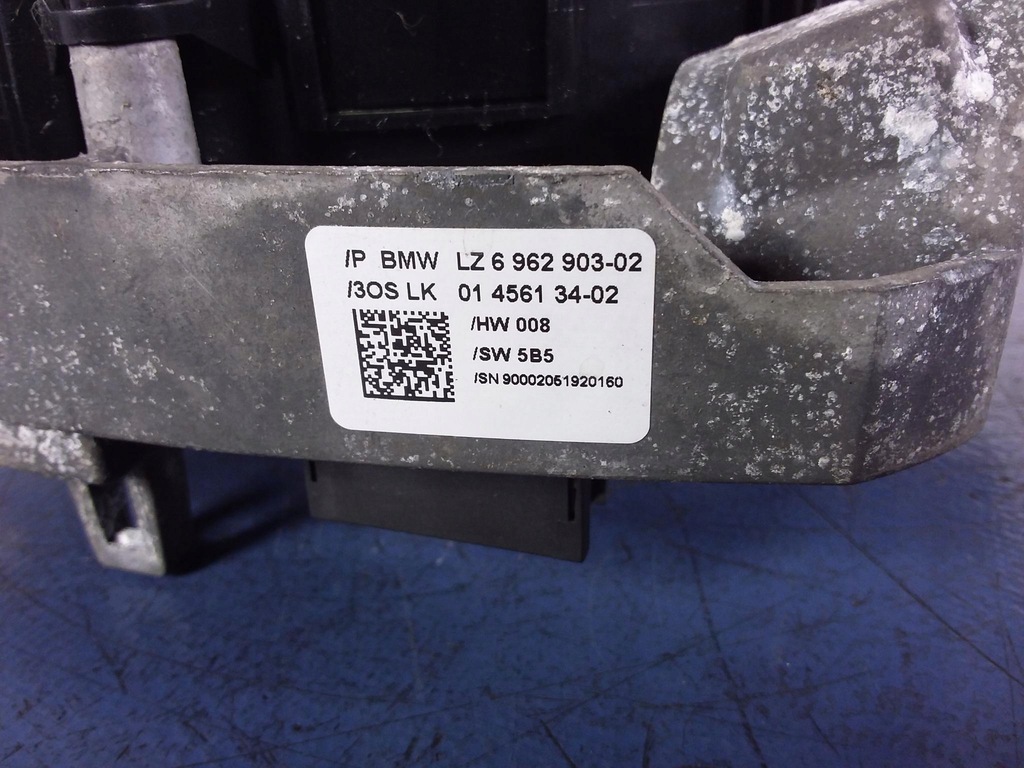 /P BMW LZ 6 962 903-02
/3OS LK 01 4561 34-02
/HW 008
/SW 5B5
/SN 90002051920160